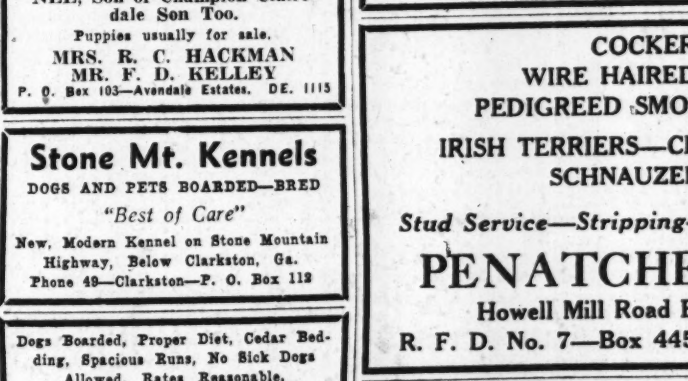 dale Son Too.
Puppies usually for sale.
MRS. R. C. HACKMAN
MR. F. D. KELLEY
P. O. Box 103—Avondale Estates. DE. 1115
Stone Mt. Kennels
DOGS AND PETS BOARDED—BRED
"Best of Care"
New, Modern Kennel on Stone Mountain
Highway, Below Clarkston, Ga.
Phone 49—Clarkston—P. O. Box 112
Dogs Boarded, Proper Diet, Cedar Bed-
ding, Spacious Runs, No Sick Dogs
Allowed. Rates Reasonable.
COCKER
WIRE HAIRED
PEDIGREED SMO
IRISH TERRIERS—
SCHNAUZE
Stud Service—Stripping-
PENATCHE
Howell Mill Road
R. F. D. No. 7—Box 445